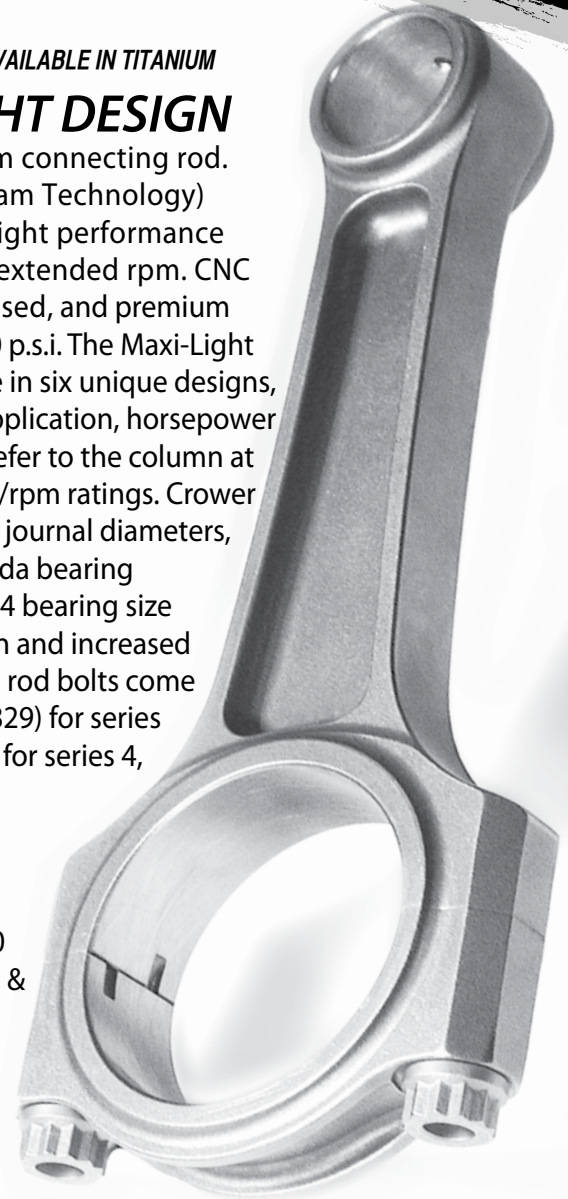 AVAILABLE IN TITANIUM
HT DESIGN
m connecting rod.
am Technology)
ight performance
extended rpm. CNC
sed, and premium
0 p.s.i. The Maxi-Light
e in six unique designs,
pplication, horsepower
efer to the column at
/rpm ratings. Crower
journal diameters,
da bearing
4 bearing size
n and increased
rod bolts come
329) for series
for series 4,
0
&